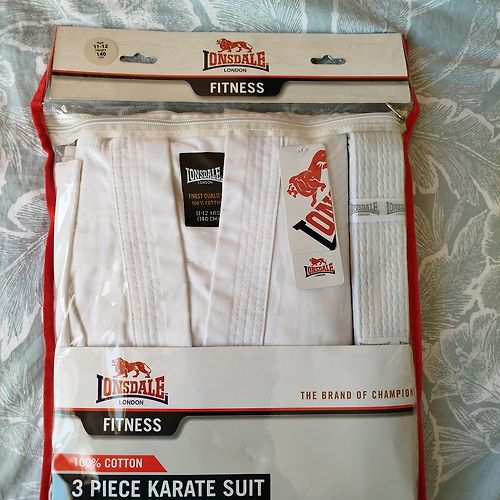 11-12
140
LONSDALE
LONDON
FITNESS
LONSDALE
LONDON
FINEST QUALITY
100% COTTON
11-12 YRS
(140 CM)
LONSDALE
LONSDALE
LONSDALE
LONDON
THE BRAND OF CHAMPION
FITNESS
100% COTTON
3 PIECE KARATE SUIT